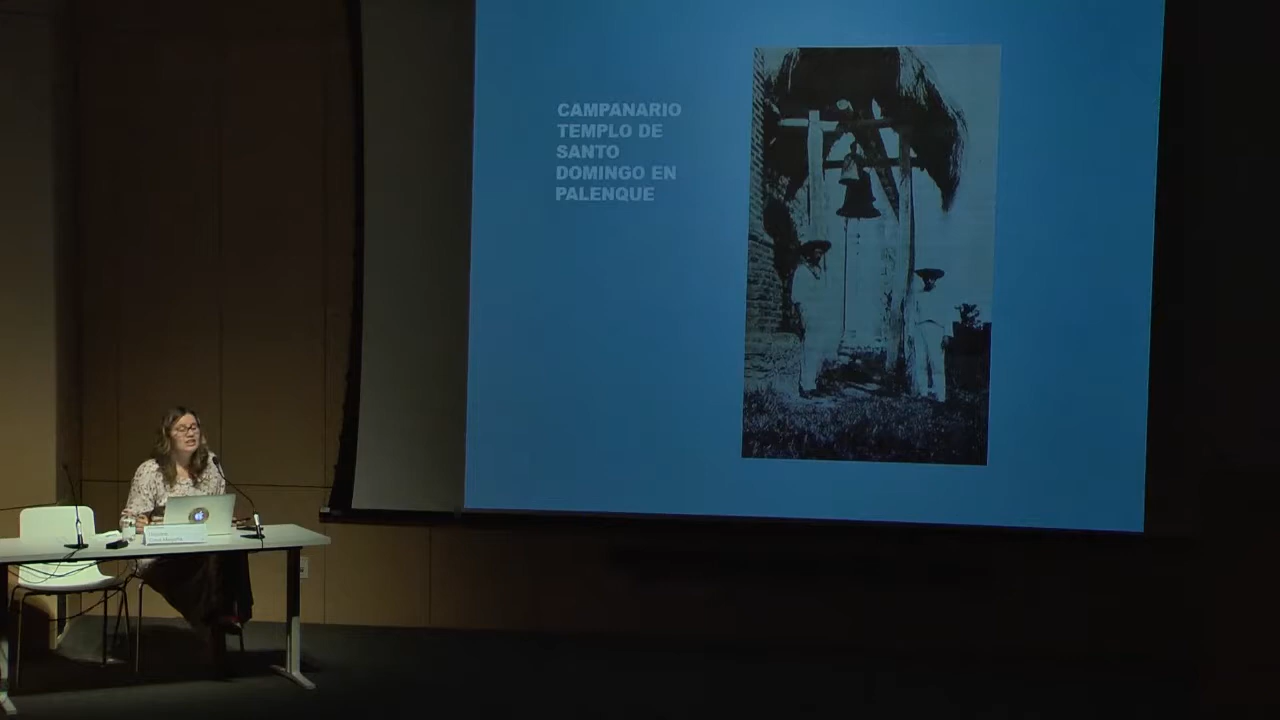 CAMPANARIO
TEMPLO DE
SANTO
DOMINGO EN
PALENQUE